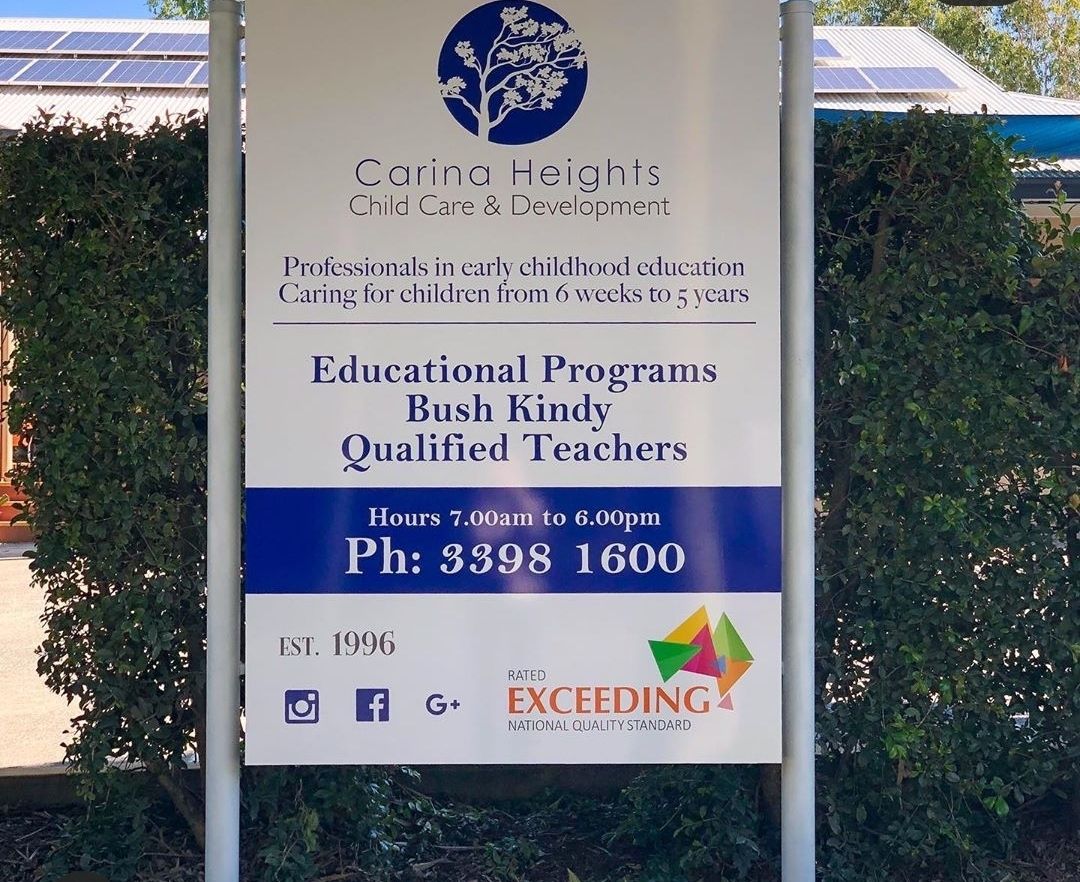 Carina Heights
Child Care & Development
Professionals in early childhood education
Caring for children from 6 weeks to 5 years
Educational Programs
Bush Kindy
Qualified Teachers
Hours 7.00am to 6.00pm
Ph: 3398 1600
EST. 1996
G+
RATED
EXCEEDING
NATIONAL QUALITY STANDARD